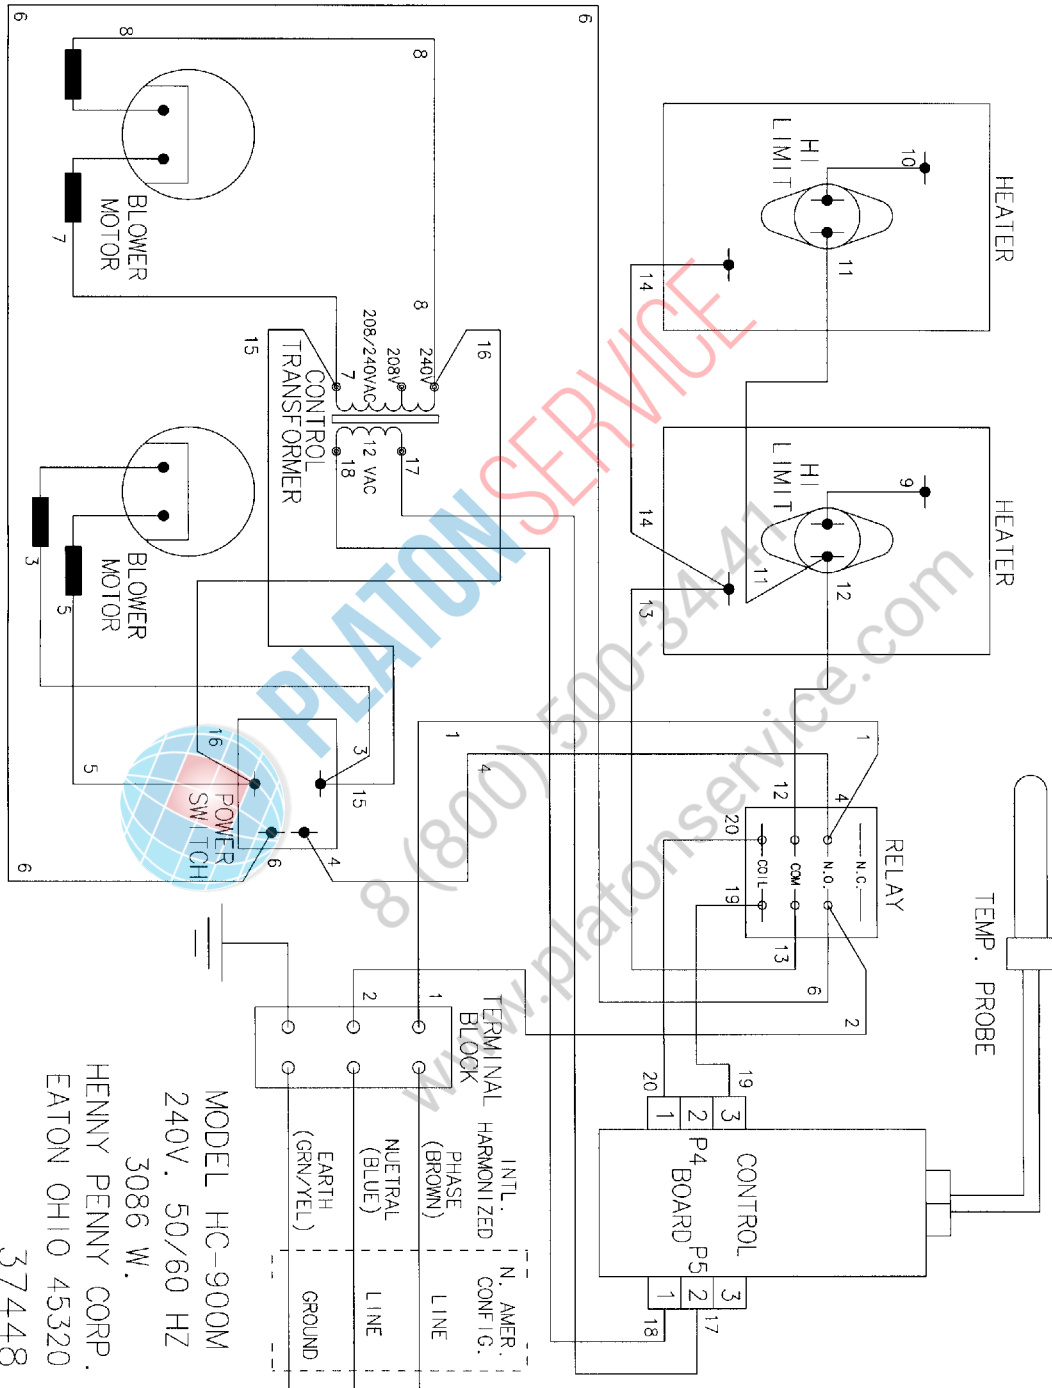 HEATER
HI
LIMIT
10
11
14
HEATER
HI
LIMIT
9
11
12
14
13
6
6
8
8
BLOWER
MOTOR
7
8
16
240V
208V
208/240VAC
7
15
CONTROL
TRANSFORMER
12 VAC
17
18
BLOWER
MOTOR
3
5
5
16
3
15
POWER
SWITCH
4
6
6
1
4
1
4
12
20
19
13
6
2
RELAY
N.C.
N.O.
COM
COIL
TEMP. PROBE
TERMINAL
BLOCK
1
2
INTL.
HARMONIZED
PHASE
(BROWN)
NUETRAL
(BLUE)
EARTH
(GRN/YEL)
N. AMER.
CONFIG.
LINE
LINE
GROUND
19
20
3
2
1
P4
CONTROL
BOARD
P5
3
2
1
17
18
MODEL HC-900M
240V. 50/60 HZ
3086 W.
HENNY PENNY CORP.
EATON OHIO 45320
37448
PLATONSERVICE
8 (800) 500-34-41
www.platonservice.com